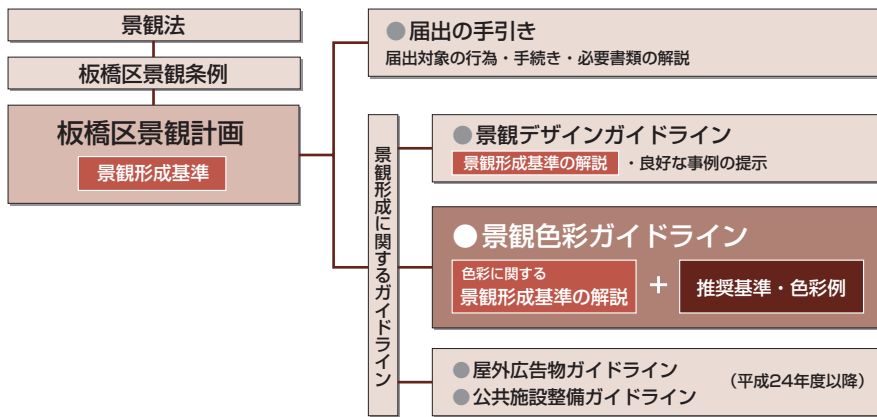 景観法
板橋区景観条例
板橋区景観計画
景観形成基準
●届出の手引き
届出対象の行為・手続き・必要書類の解説
景観形成に関するガイドライン
●景観デザインガイドライン
景観形成基準の解説 ・良好な事例の提示
●景観色彩ガイドライン
色彩に関する
景観形成基準の解説 + 推奨基準・色彩例
●屋外広告物ガイドライン
●公共施設整備ガイドライン
(平成24年度以降)